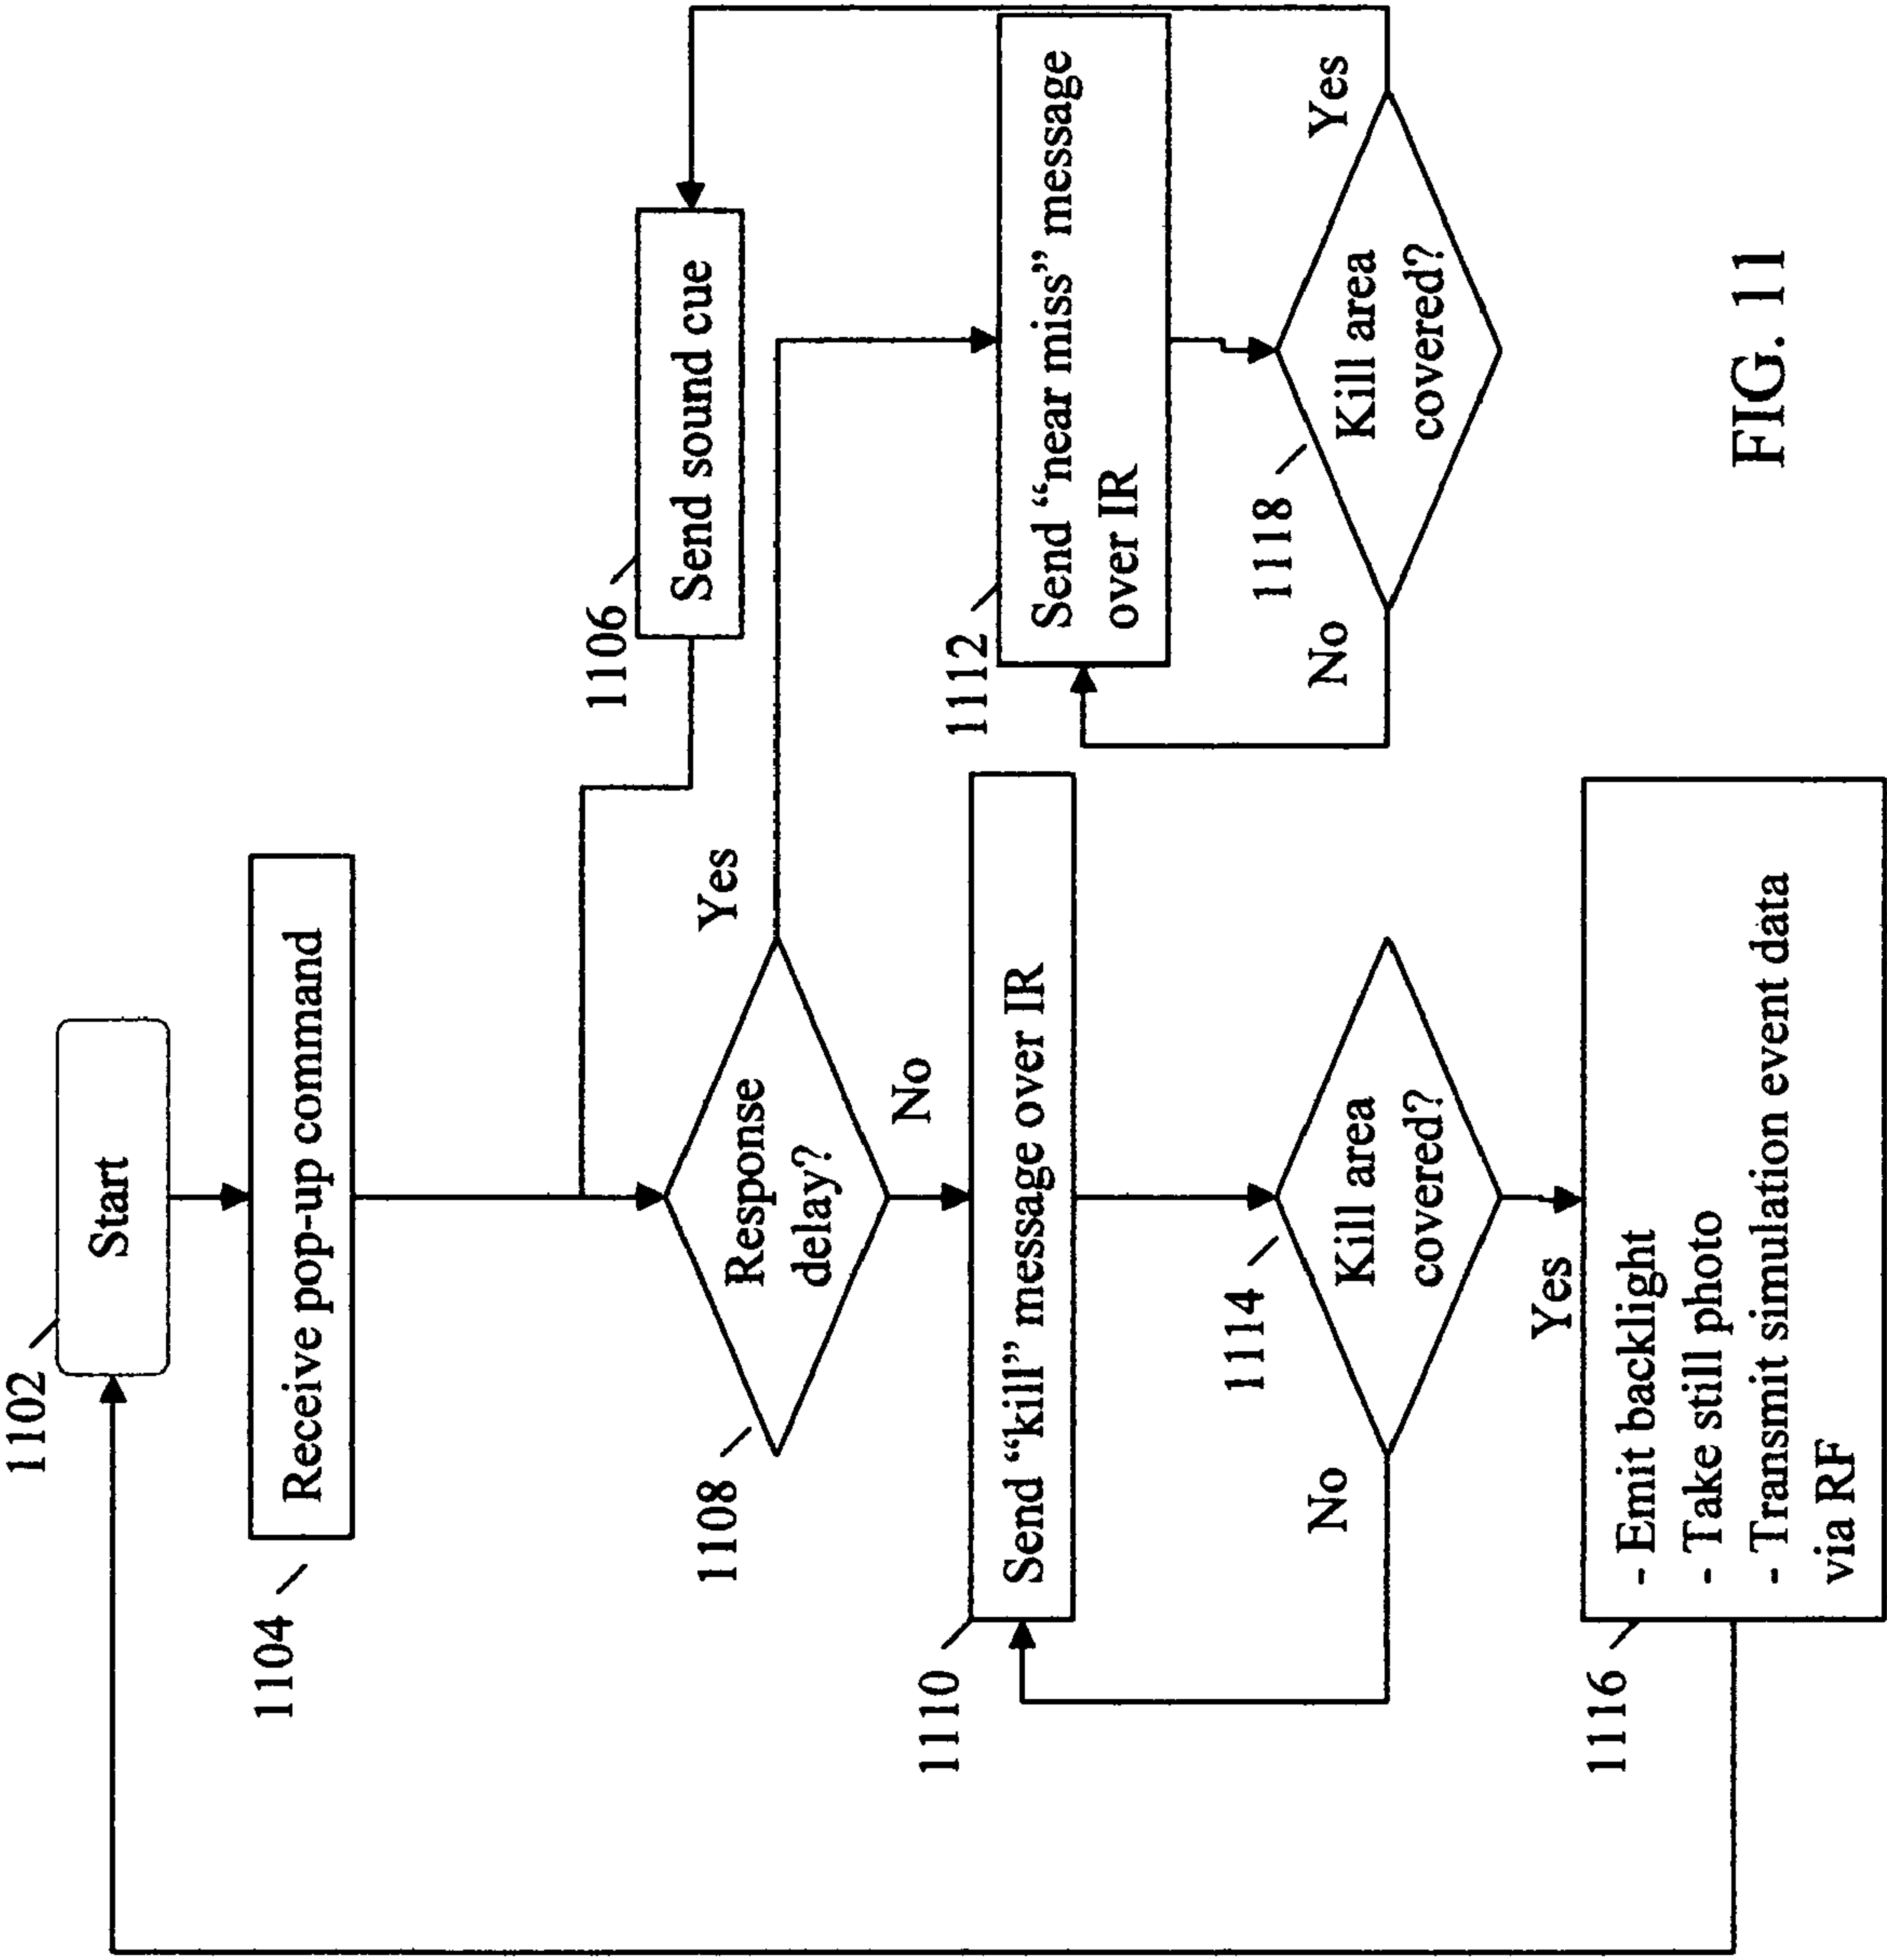 1102
Start
1104
Receive pop-up command
1106
Send sound cue
1108
Response
delay?
Yes
No
1110
Send “kill” message over IR
1112
Send “near miss” message
over IR
1114
Kill area
covered?
No
Yes
1118
Kill area
covered?
No
Yes
1116
- Emit backlight
- Take still photo
- Transmit simulation event data
via RF
FIG. 11